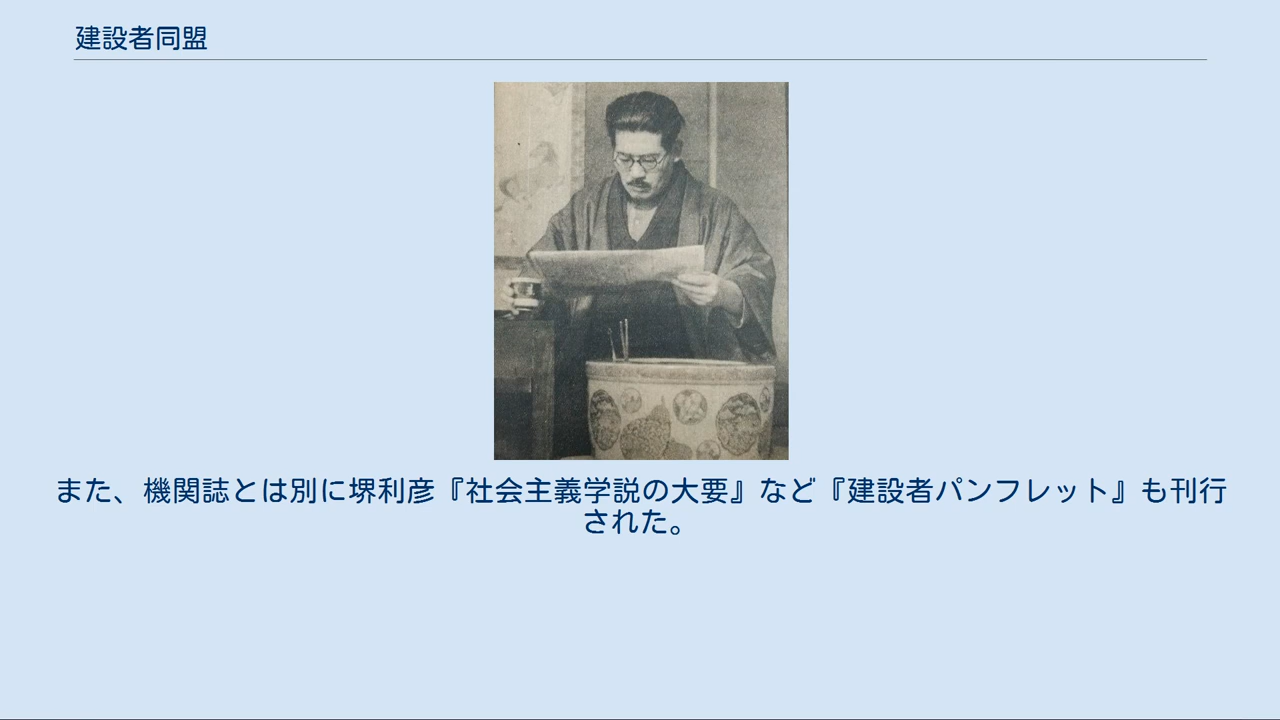 建設者同盟
また、機関誌とは別に堺利彦『社会主義学説の大要』など『建設者パンフレット』も刊行
された。